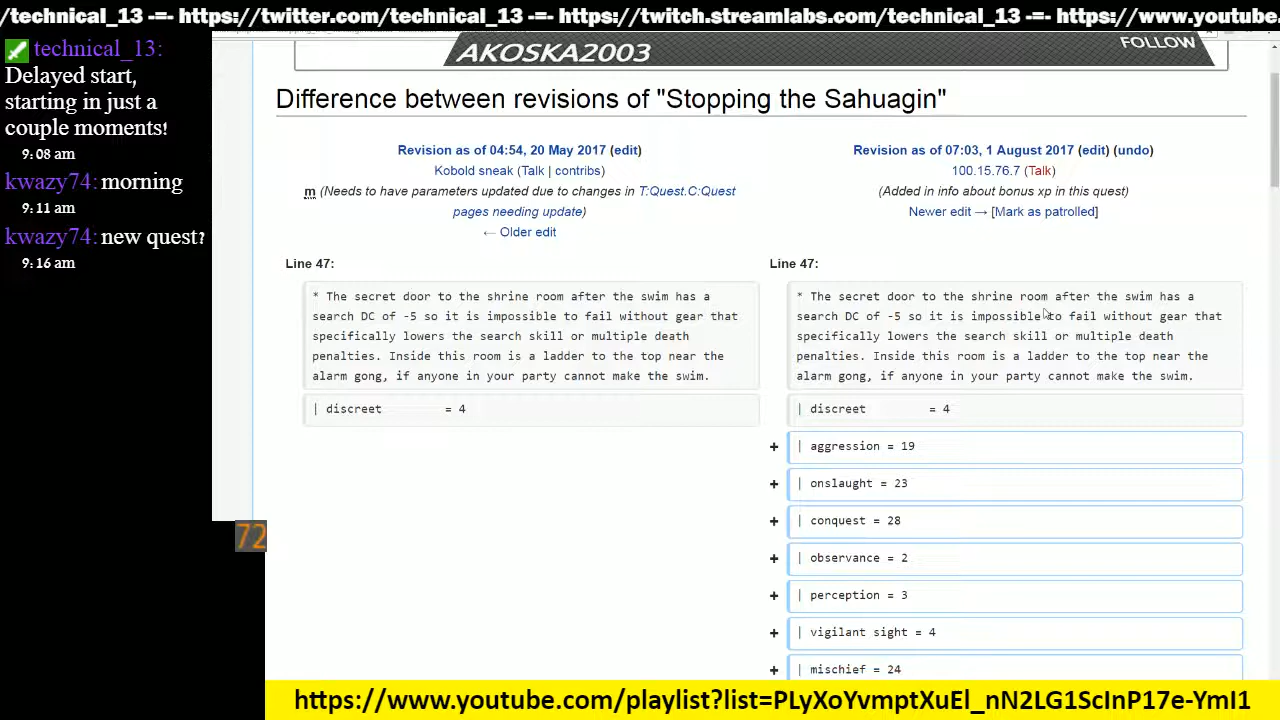 /technical_13 -=- https://twitter.com/technical_13 -=- https://twitch.streamlabs.com/technical_13 -=- https://www.youtube.
technical_13:
Delayed start,
starting in just a
couple moments!
9:08 am
kwazy74: morning
9:11 am
kwazy74: new quest?
9:16 am
72
AKOSKA2003
FOLLOW
Difference between revisions of "Stopping the Sahuagin"
Revision as of 04:54, 20 May 2017 (edit)
Kobold sneak (Talk | contribs)
m (Needs to have parameters updated due to changes in T:Quest.C:Quest
pages needing update)
← Older edit
Revision as of 07:03, 1 August 2017 (edit) (undo)
100.15.76.7 (Talk)
(Added in info about bonus xp in this quest)
Newer edit → [Mark as patrolled]
Line 47:
* The secret door to the shrine room after the swim has a
search DC of -5 so it is impossible to fail without gear that
specifically lowers the search skill or multiple death
penalties. Inside this room is a ladder to the top near the
alarm gong, if anyone in your party cannot make the swim.
| discreet = 4
Line 47:
* The secret door to the shrine room after the swim has a
search DC of -5 so it is impossible to fail without gear that
specifically lowers the search skill or multiple death
penalties. Inside this room is a ladder to the top near the
alarm gong, if anyone in your party cannot make the swim.
| discreet = 4
+ | aggression = 19
+ | onslaught = 23
+ | conquest = 28
+ | observance = 2
+ | perception = 3
+ | vigilant sight = 4
+ | mischief = 24
https://www.youtube.com/playlist?list=PLyXoYvmptXuEl_nN2LG1ScInP17e-YmI1